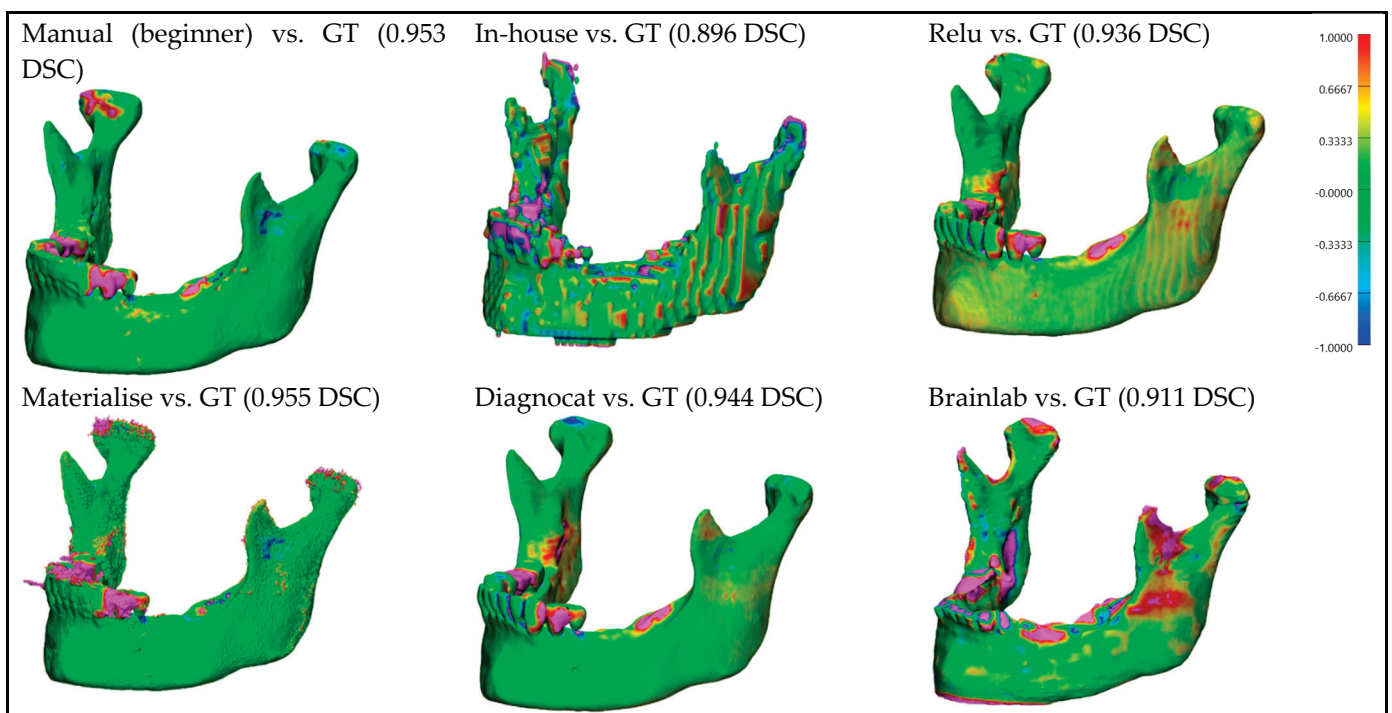 Manual (beginner) vs. GT (0.953
DSC)
In-house vs. GT (0.896 DSC)
Relu vs. GT (0.936 DSC)
1.0000
0.6667
0.3333
-0.0000
-0.3333
-0.6667
-1.0000
Materialise vs. GT (0.955 DSC)
Diagnocat vs. GT (0.944 DSC)
Brainlab vs. GT (0.911 DSC)